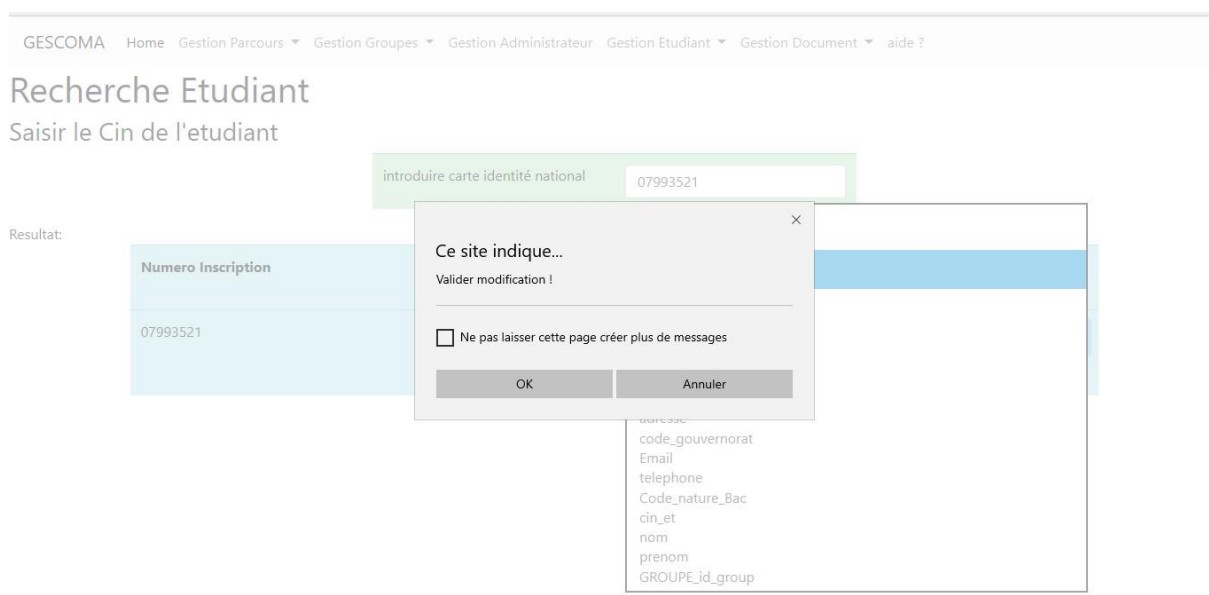 GESCOMA Home Gestion Parcours Gestion Groupes Gestion Administrateur Gestion Etudiant Gestion Document aide ?
Recherche Etudiant
Saisir le Cin de l'etudiant
introduire carte identité national 07993521
Resultat:
Numero Inscription
07993521
Ce site indique...
Valider modification !
Ne pas laisser cette page créer plus de messages
OK Annuler
code_gouvernorat
Email
telephone
Code_nature_Bac
cin_et
nom
prenom
GROUPE_id_group